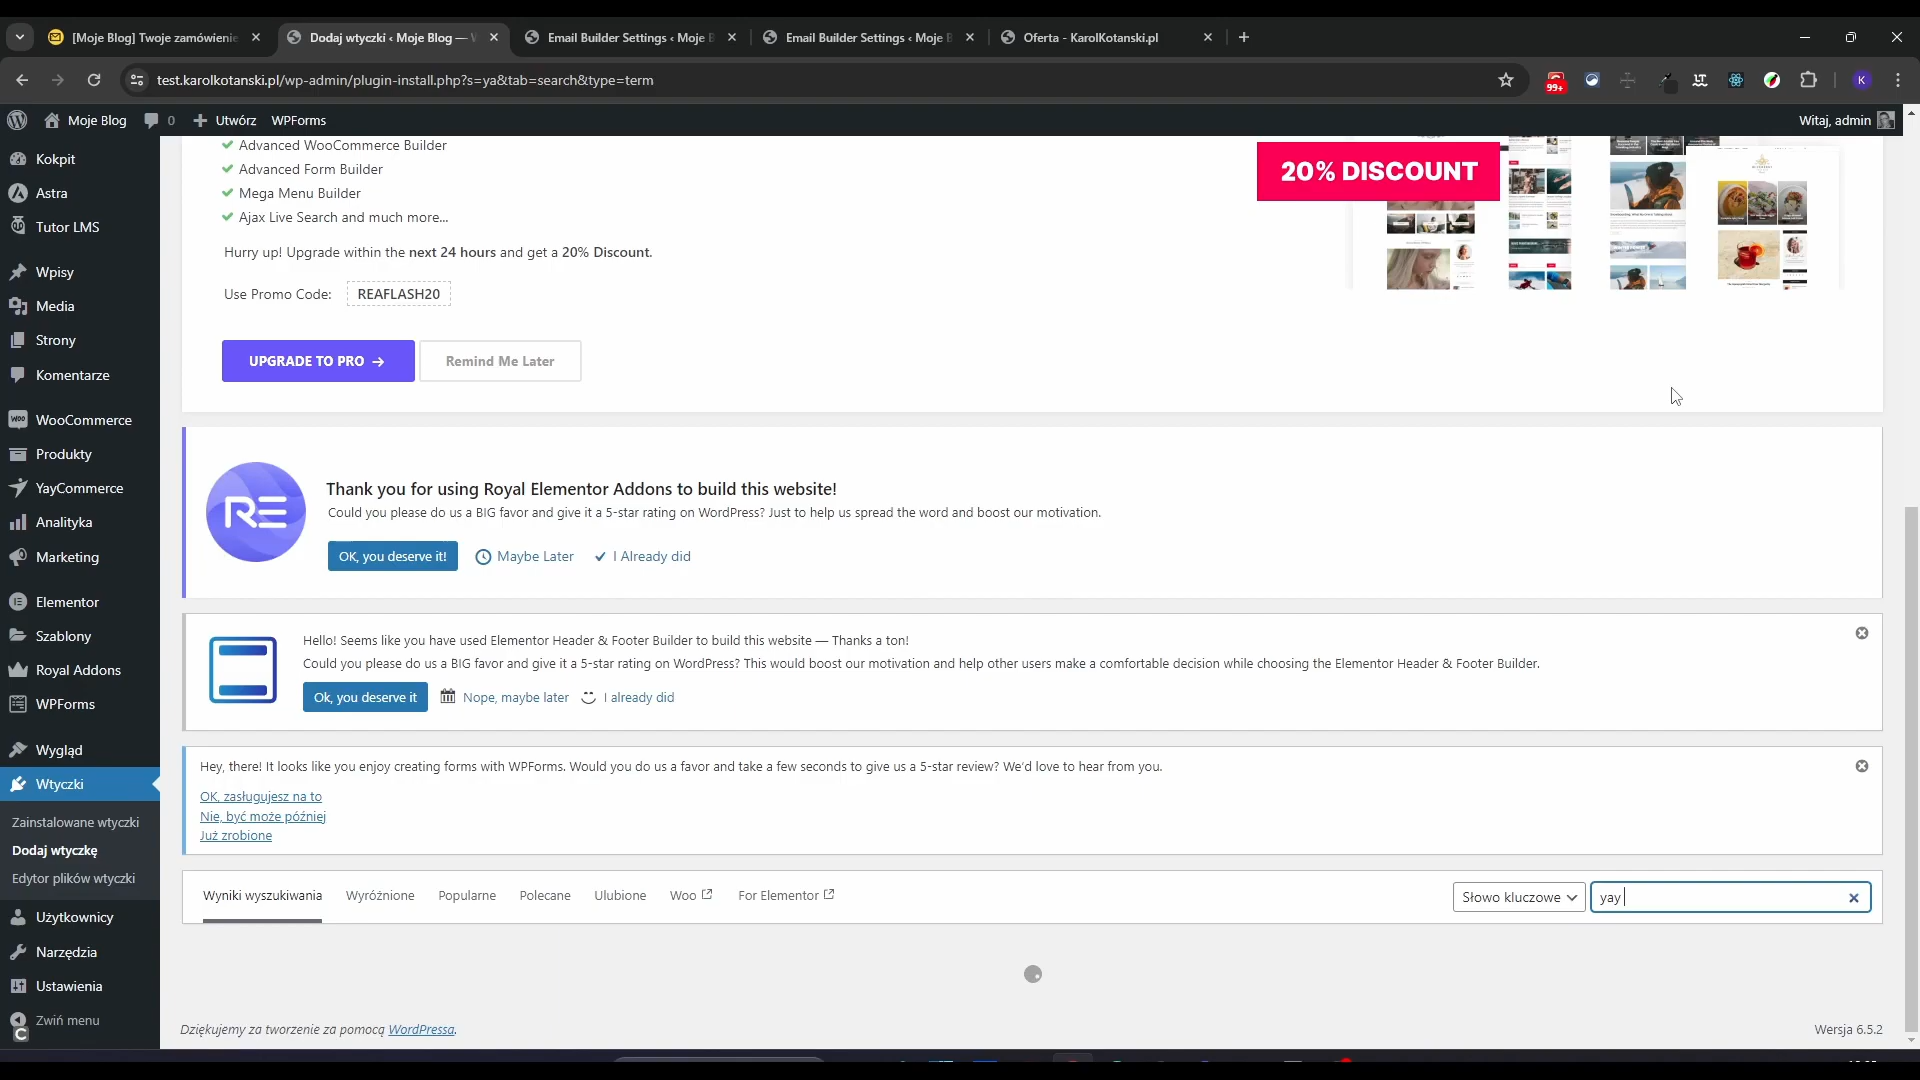 [Moje Blog] Twoje zamówienie
Dodaj wtyczki ‹ Moje Blog —
Email Builder Settings ‹ Moje B
Email Builder Settings ‹ Moje B
Oferta - KarolKotanski.pl
test.karolkotanski.pl/wp-admin/plugin-install.php?s=ya&tab=search&type=term
99+
K
Moje Blog
0
Utwórz
WPForms
Witaj, admin
Kokpit
Astra
Tutor LMS
Wpisy
Media
Strony
Komentarze
WooCommerce
Produkty
YayCommerce
Analityka
Marketing
Elementor
Szablony
Royal Addons
WPForms
Wygląd
Wtyczki
Zainstalowane wtyczki
Dodaj wtyczkę
Edytor plików wtyczki
Użytkownicy
Narzędzia
Ustawienia
Zwiń menu
C
Advanced WooCommerce Builder
Advanced Form Builder
Mega Menu Builder
Ajax Live Search and much more...
Hurry up! Upgrade within the next 24 hours and get a 20% Discount.
Use Promo Code: REAFLASH20
UPGRADE TO PRO →
Remind Me Later
20% DISCOUNT
RE
Thank you for using Royal Elementor Addons to build this website!
Could you please do us a BIG favor and give it a 5-star rating on WordPress? Just to help us spread the word and boost our motivation.
OK, you deserve it!
Maybe Later
I Already did
Hello! Seems like you have used Elementor Header & Footer Builder to build this website — Thanks a ton!
Could you please do us a BIG favor and give it a 5-star rating on WordPress? This would boost our motivation and help other users make a comfortable decision while choosing the Elementor Header & Footer Builder.
Ok, you deserve it
Nope, maybe later
I already did
Hey, there! It looks like you enjoy creating forms with WPForms. Would you do us a favor and take a few seconds to give us a 5-star review? We'd love to hear from you.
OK, zasługujesz na to
Nie, być może później
Już zrobione
Wyniki wyszukiwania
Wyróżnione
Popularne
Polecane
Ulubione
Woo
For Elementor
Słowo kluczowe
yay
Dziękujemy za tworzenie za pomocą WordPressa.
Wersja 6.5.2